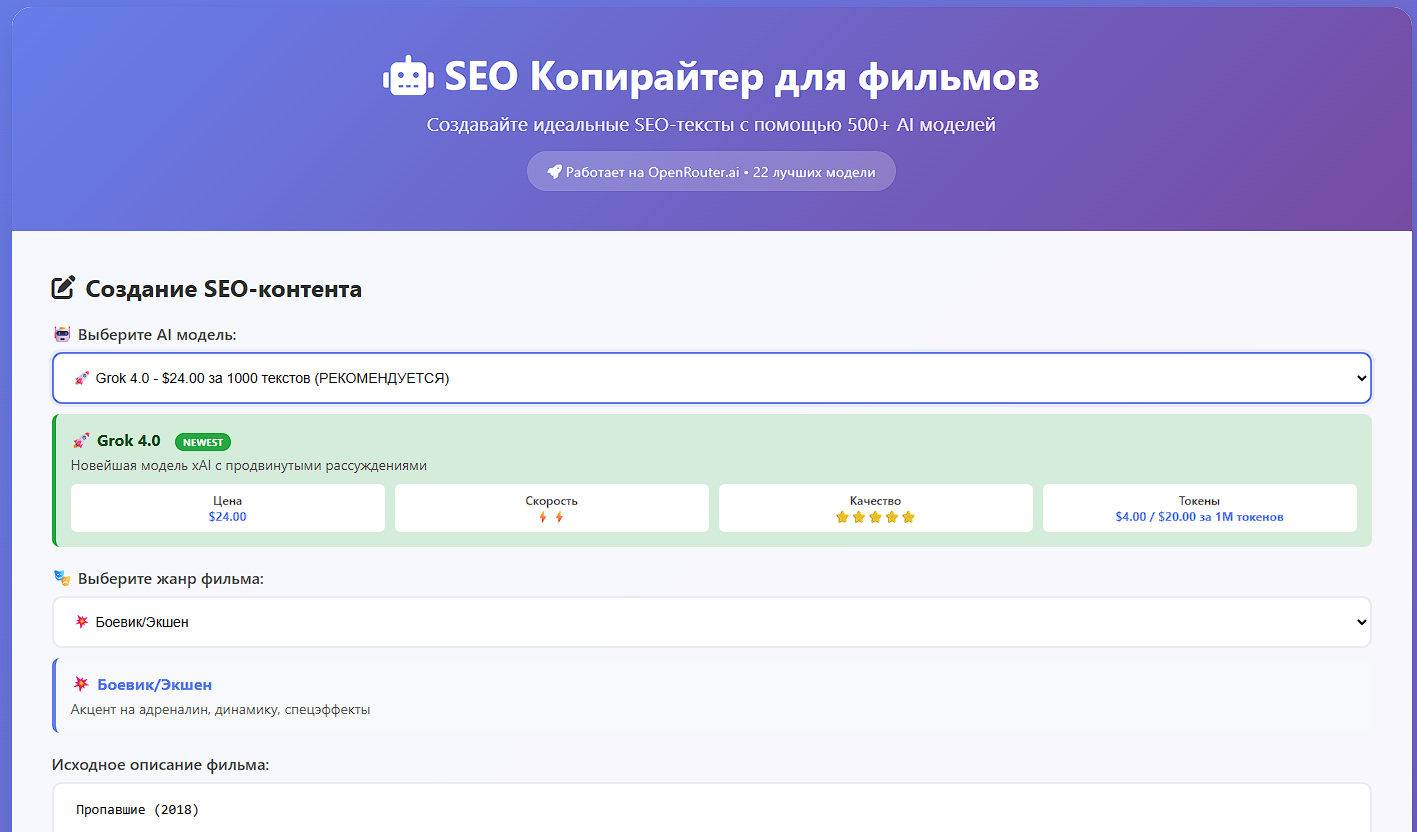 SEO Копирайтер для фильмов
Создавайте идеальные SEO-тексты с помощью 500+ AI моделей
Работает на OpenRouter.ai • 22 лучших модели
Создание SEO-контента
Выберите AI модель:
Grok 4.0 - $24.00 за 1000 текстов (РЕКОМЕНДУЕТСЯ)
Grok 4.0 NEWEST
Новейшая модель xAI с продвинутыми рассуждениями
Цена Скорость Качество Токены
$24.00 $4.00 / $20.00 за 1M токенов
Выберите жанр фильма:
Боевик/Экшен
Боевик/Экшен
Акцент на адреналин, динамику, спецэффекты
Исходное описание фильма:
Пропавшие (2018)